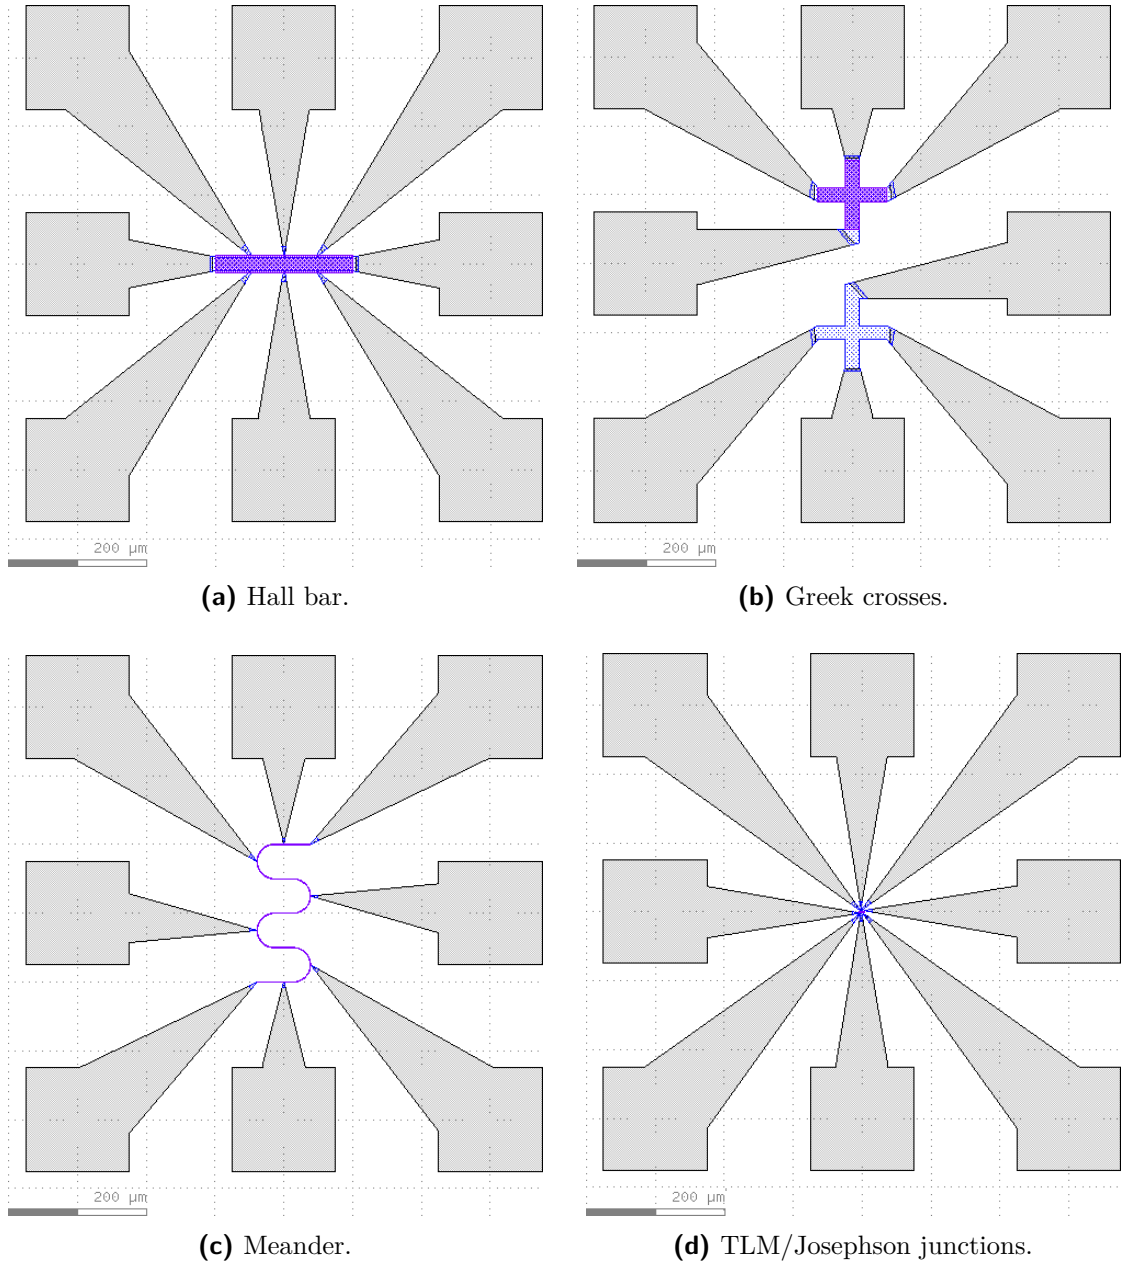 200 µm
200 µm
(a) Hall bar.
(b) Greek crosses.
200 µm
200 µm
(c) Meander.
(d) TLM/Josephson junctions.